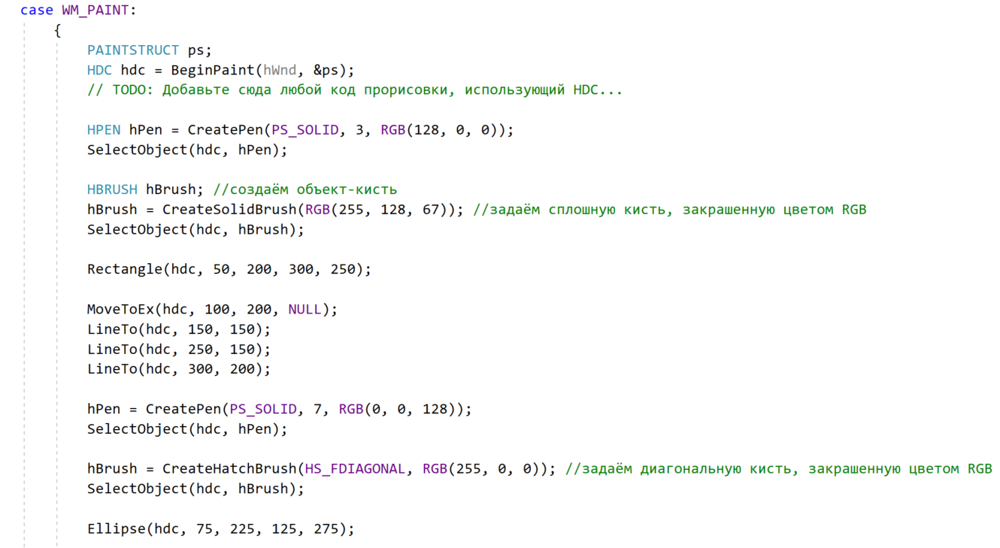 case WM_PAINT:
{
PAINTSTRUCT ps;
HDC hdc = BeginPaint(hWnd, &ps);
// TODO: Добавьте сюда любой код прорисовки, использующий HDC...
HPEN hPen = CreatePen(PS_SOLID, 3, RGB(128, 0, 0));
SelectObject(hdc, hPen);
HBRUSH hBrush; //создаём объект-кисть
hBrush = CreateSolidBrush(RGB(255, 128, 67)); //задаём сплошную кисть, закрашенную цветом RGB
SelectObject(hdc, hBrush);
Rectangle(hdc, 50, 200, 300, 250);
MoveToEx(hdc, 100, 200, NULL);
LineTo(hdc, 150, 150);
LineTo(hdc, 250, 150);
LineTo(hdc, 300, 200);
hPen = CreatePen(PS_SOLID, 7, RGB(0, 0, 128));
SelectObject(hdc, hPen);
hBrush = CreateHatchBrush(HS_FDIAGONAL, RGB(255, 0, 0)); //задаём диагональную кисть, закрашенную цветом RGB
SelectObject(hdc, hBrush);
Ellipse(hdc, 75, 225, 125, 275);